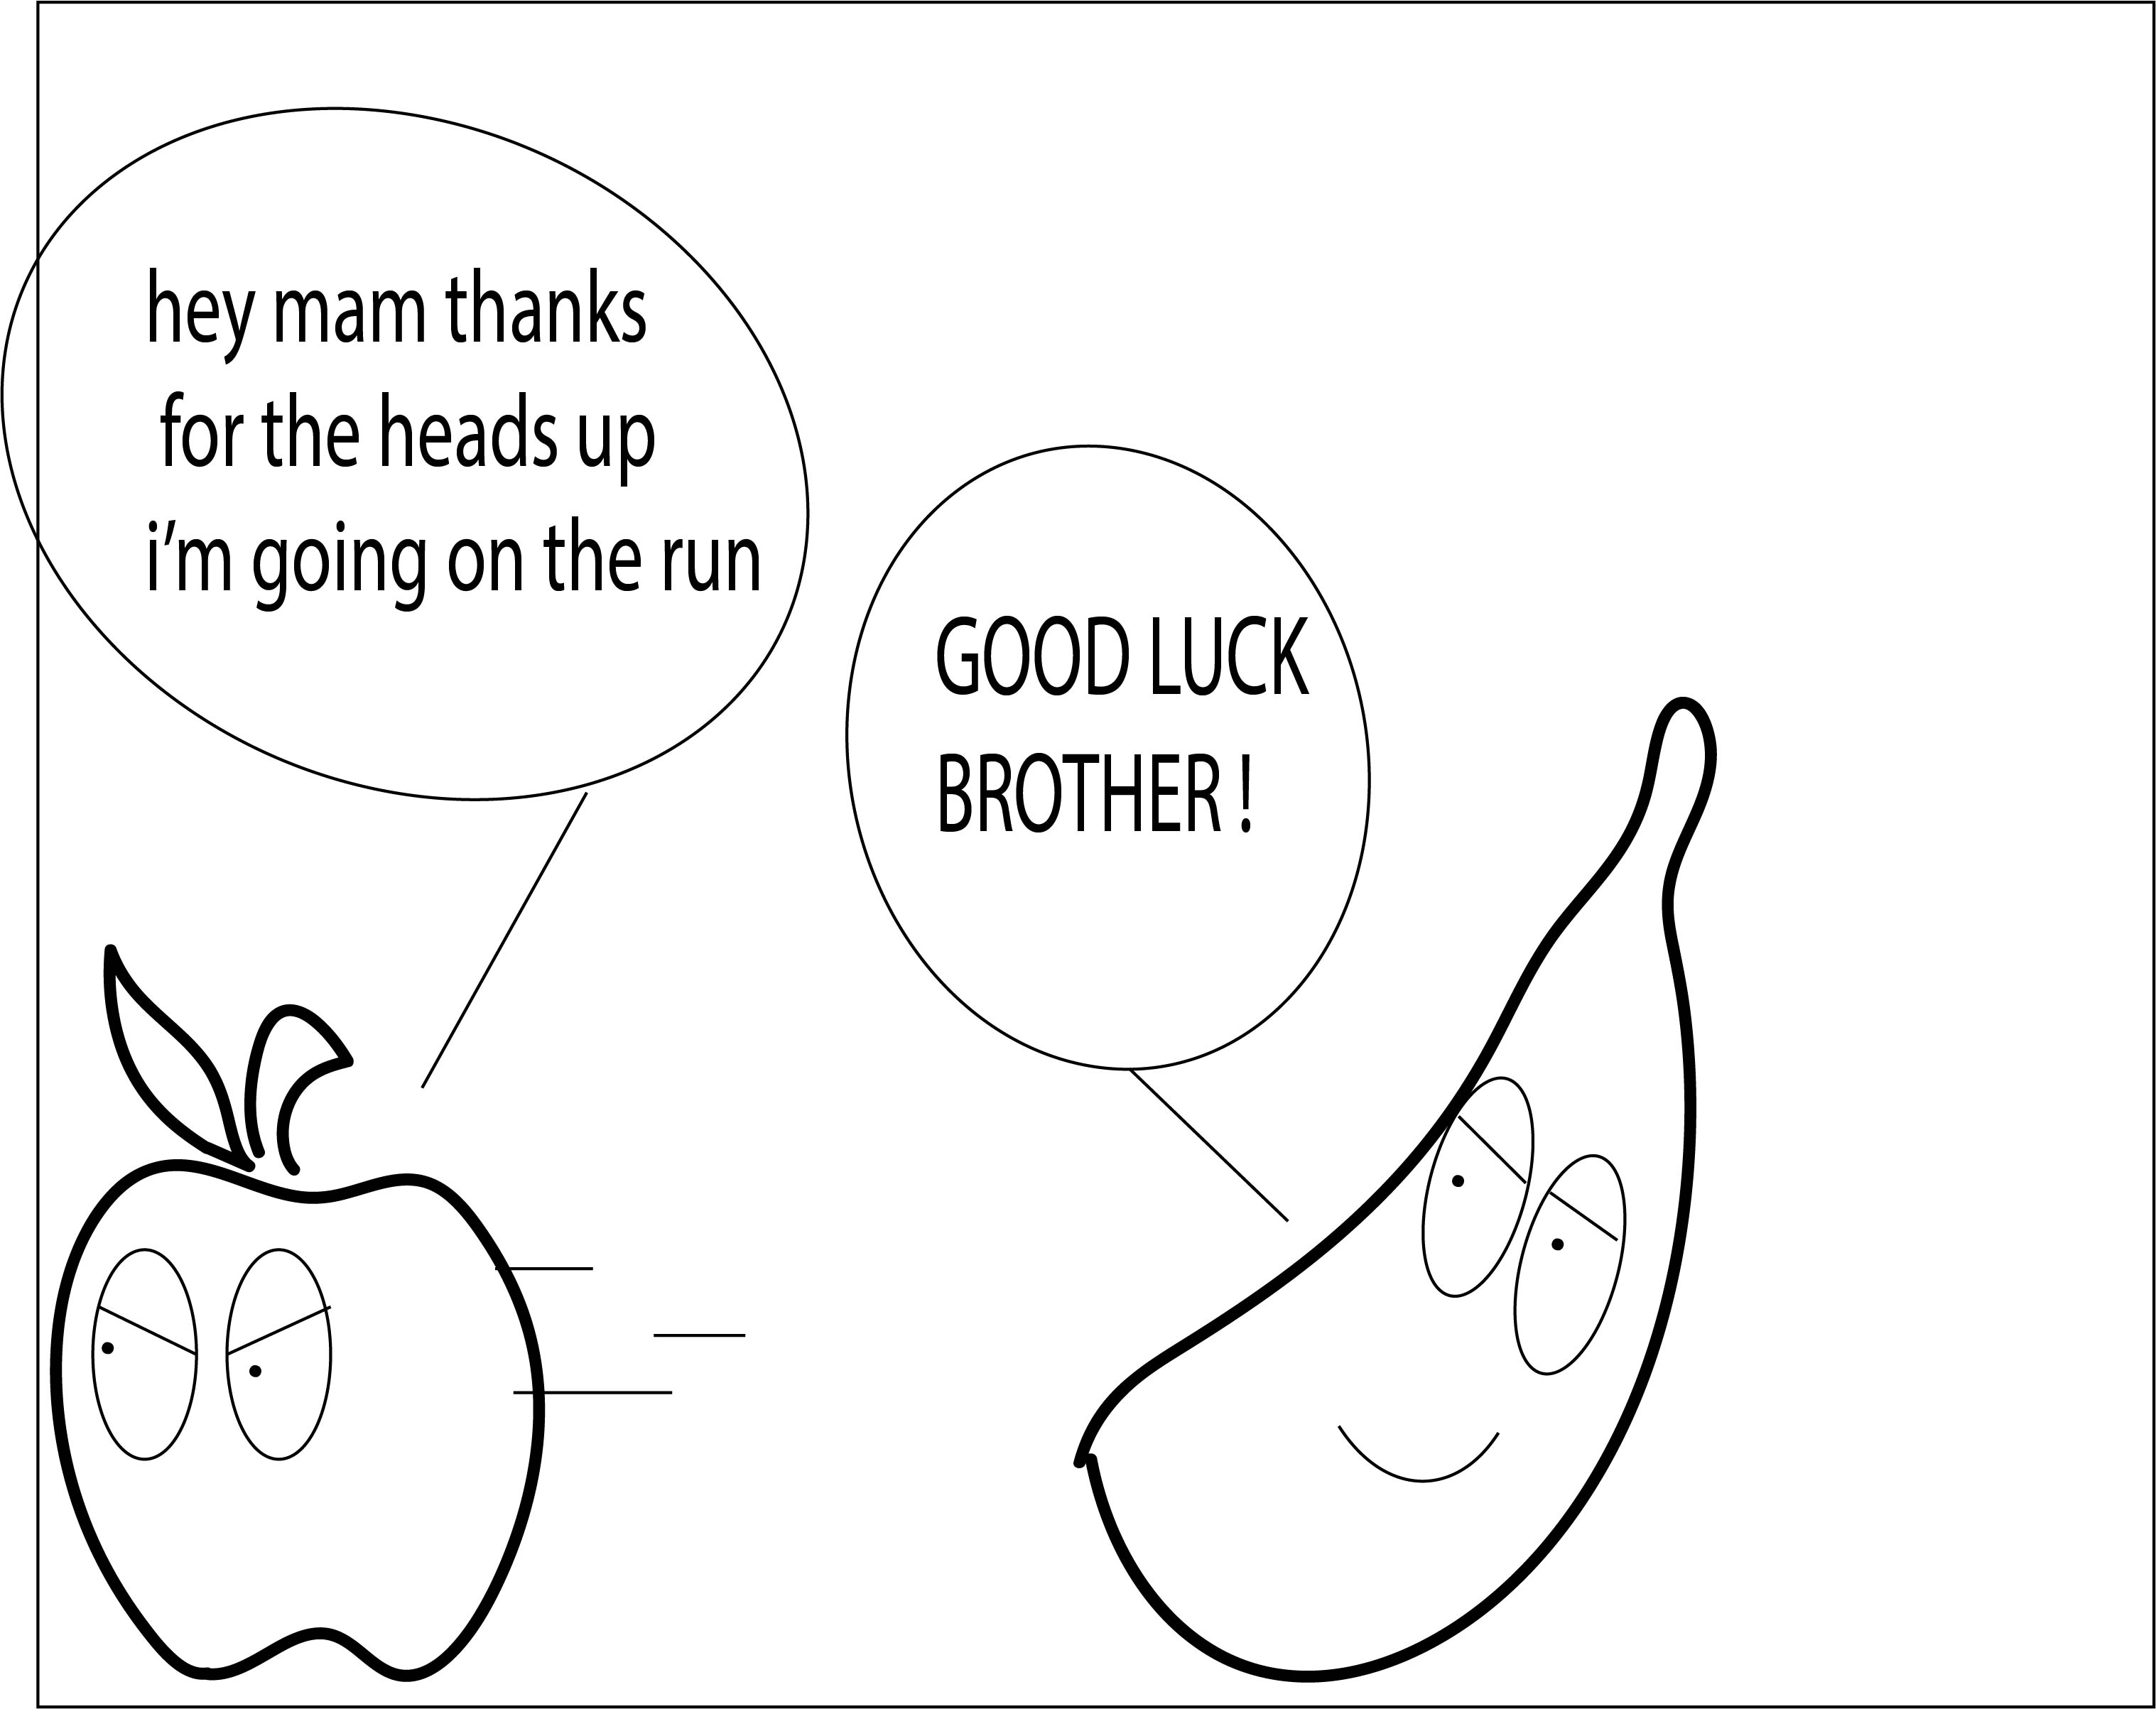 hey mam thanks
for the heads up
i'm going on the run
GOOD LUCK
BROTHER !